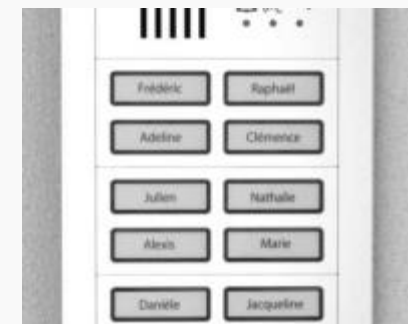 Frédéric Raphaël
Adeline Clémence
Julien Nathalie
Alexis Marie
Danièle Jacqueline